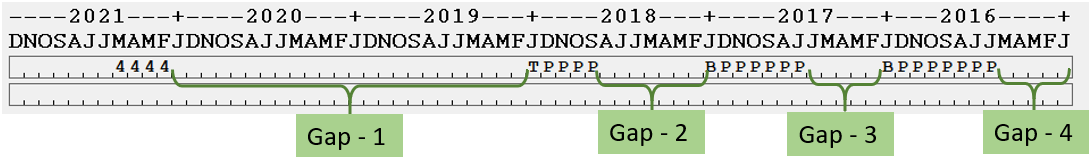 ----2021---+----2020---+----2019---+----2018---+----2017---+----2016---+
DNOSAJJMAMFJDNOSAJJMAMFJDNOSAJJMAMFJDNOSAJJMAMFJDNOSAJJMAMFJDNOSAJJMAMFJ
4444 TPPPP BPPPPPP BPPPPPPP
Gap - 1 Gap - 2 Gap - 3 Gap - 4